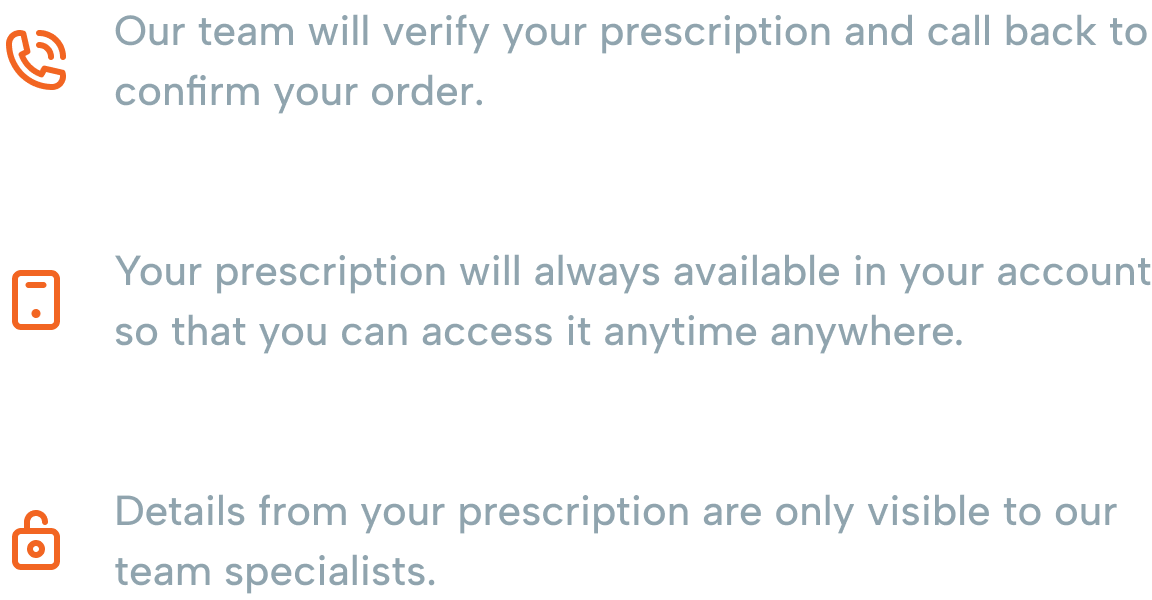 Our team will verify your prescription and call back to
confirm your order.
Your prescription will always available in your account
so that you can access it anytime anywhere.
Details from your prescription are only visible to our
team specialists.